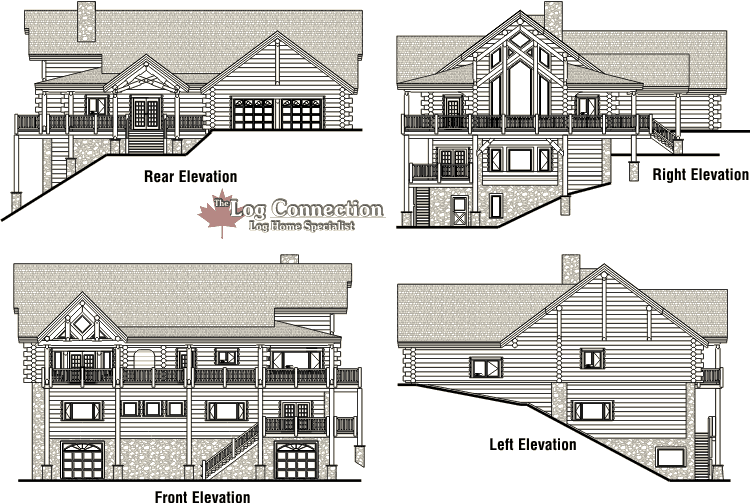 Rear Elevation
Right Elevation
The Log Connection
Log Home Specialist
Left Elevation
Front Elevation